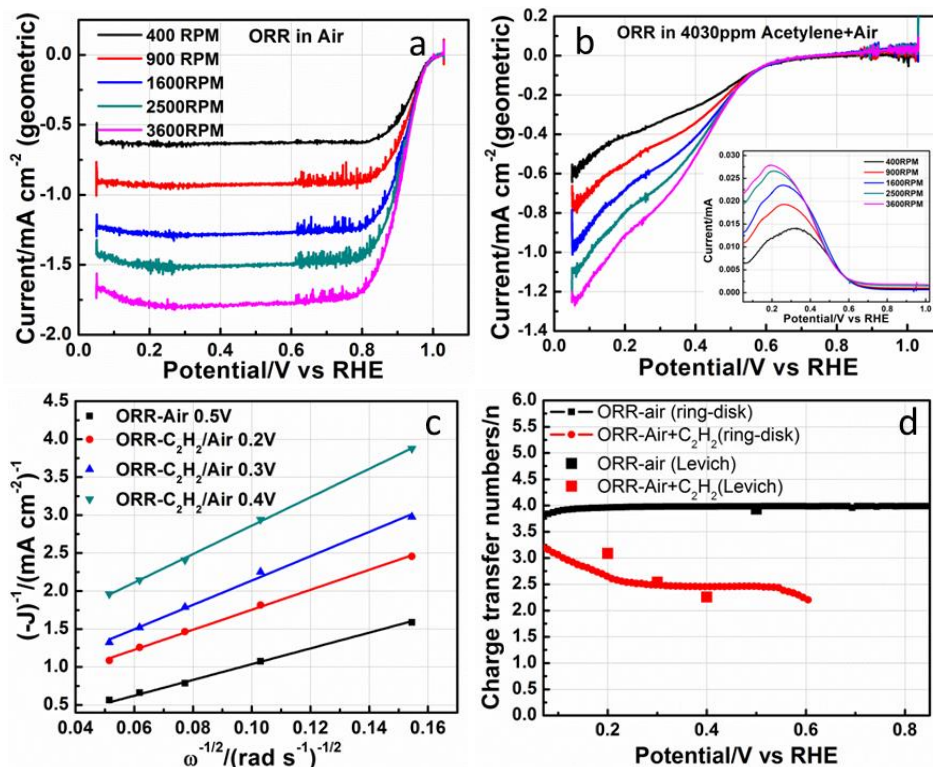 a
ORR in Air
400 RPM
900 RPM
1600RPM
2500RPM
3600RPM
0.0
-0.5
-1.0
-1.5
-2.0
0.0 0.2 0.4 0.6 0.8 1.0
Current/mA cm⁻² (geometric)
Potential/V vs RHE
b
ORR in 4030ppm Acetylene+Air
0.2
0.0
-0.2
-0.4
-0.6
-0.8
-1.0
-1.2
-1.4
0.0 0.2 0.4 0.6 0.8 1.0
Current/mA cm⁻²(geometric)
Potential/V vs RHE
400RPM
900RPM
1600RPM
2500RPM
3600RPM
0.030
0.025
0.020
0.015
0.010
0.005
0.000
0.1 0.2 0.3 0.4 0.5 0.6 0.7 0.8 0.9 1.0
Current/mA
Potential/V vs RHE
c
ORR-Air 0.5V
ORR-C₂H₂/Air 0.2V
ORR-C₂H₂/Air 0.3V
ORR-C₂H₂/Air 0.4V
4.5
4.0
3.5
3.0
2.5
2.0
1.5
1.0
0.5
0.04 0.06 0.08 0.10 0.12 0.14 0.16
(-J)⁻¹/(mA cm⁻²)⁻¹
ω⁻¹/²/(rad s⁻¹)⁻¹/²
d
ORR-air (ring-disk)
ORR-Air+C₂H₂(ring-disk)
ORR-air (Levich)
ORR-Air+C₂H₂(Levich)
6.0
5.5
5.0
4.5
4.0
3.5
3.0
2.5
2.0
1.5
1.0
0.5
0.0
0.2 0.4 0.6 0.8
Charge transfer numbers/n
Potential/V vs RHE